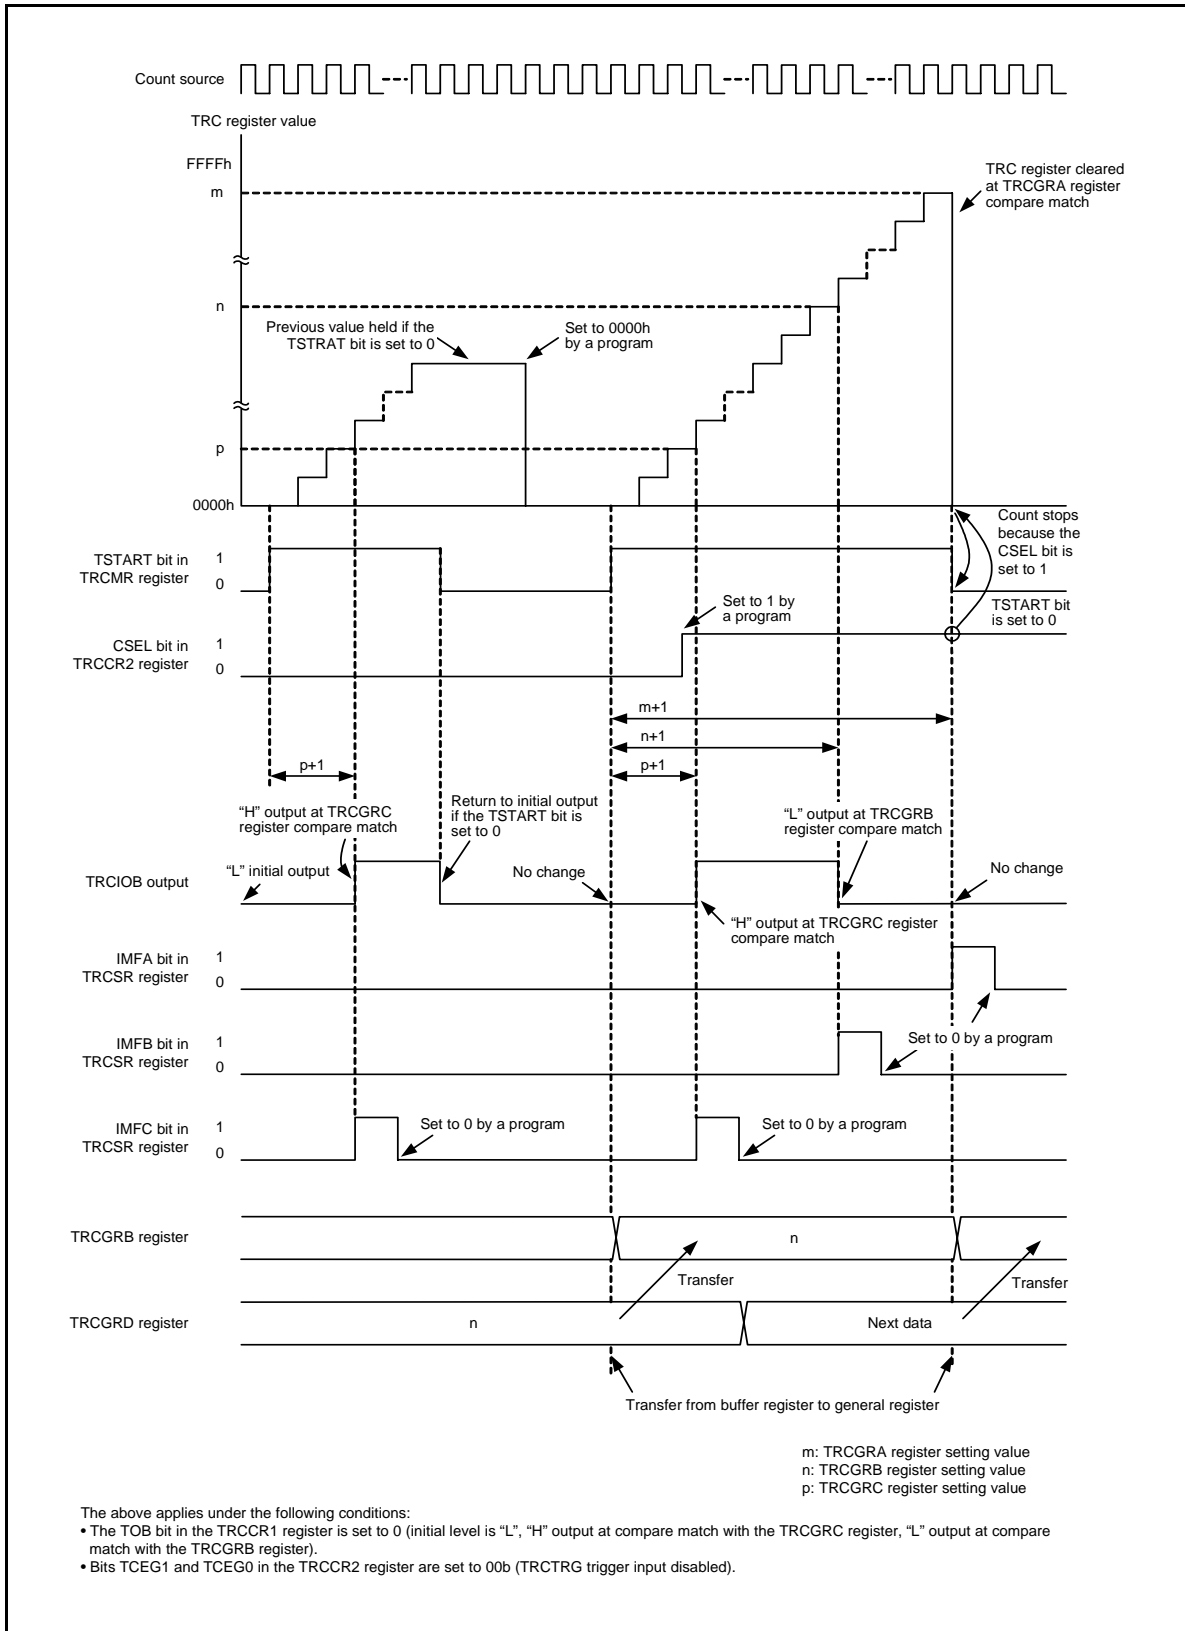 Count source
TRC register value
FFFFh
m
TRC register cleared
at TRCGRA register
compare match
n
Previous value held if the
TSTRAT bit is set to 0
Set to 0000h
by a program
p
0000h
Count stops
because the
CSEL bit is
set to 1
TSTART bit in
TRCMR register
1
0
TSTART bit
is set to 0
Set to 1 by
a program
CSEL bit in
TRCCR2 register
1
0
m+1
n+1
p+1
p+1
"H" output at TRCGRC
register compare match
Return to initial output
if the TSTART bit is
set to 0
"L" output at TRCGRB
register compare match
"L" initial output
No change
No change
TRCIOB output
"H" output at TRCGRC register
compare match
IMFA bit in
TRCSR register
1
0
IMFB bit in
TRCSR register
1
0
Set to 0 by a program
IMFC bit in
TRCSR register
1
0
Set to 0 by a program
Set to 0 by a program
TRCGRB register
n
Transfer
Transfer
TRCGRD register
n
Next data
Transfer from buffer register to general register
m: TRCGRA register setting value
n: TRCGRB register setting value
p: TRCGRC register setting value
The above applies under the following conditions:
• The TOB bit in the TRCCR1 register is set to 0 (initial level is "L", "H" output at compare match with the TRCGRC register, "L" output at compare
match with the TRCGRB register).
• Bits TCEG1 and TCEG0 in the TRCCR2 register are set to 00b (TRCTRG trigger input disabled).